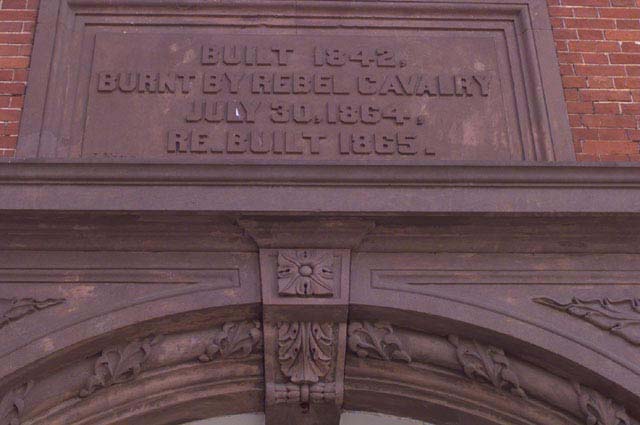 BUILT 1842,
BURNT BY REBEL CAVALRY
JULY 30, 1864,
RE-BUILT 1865.